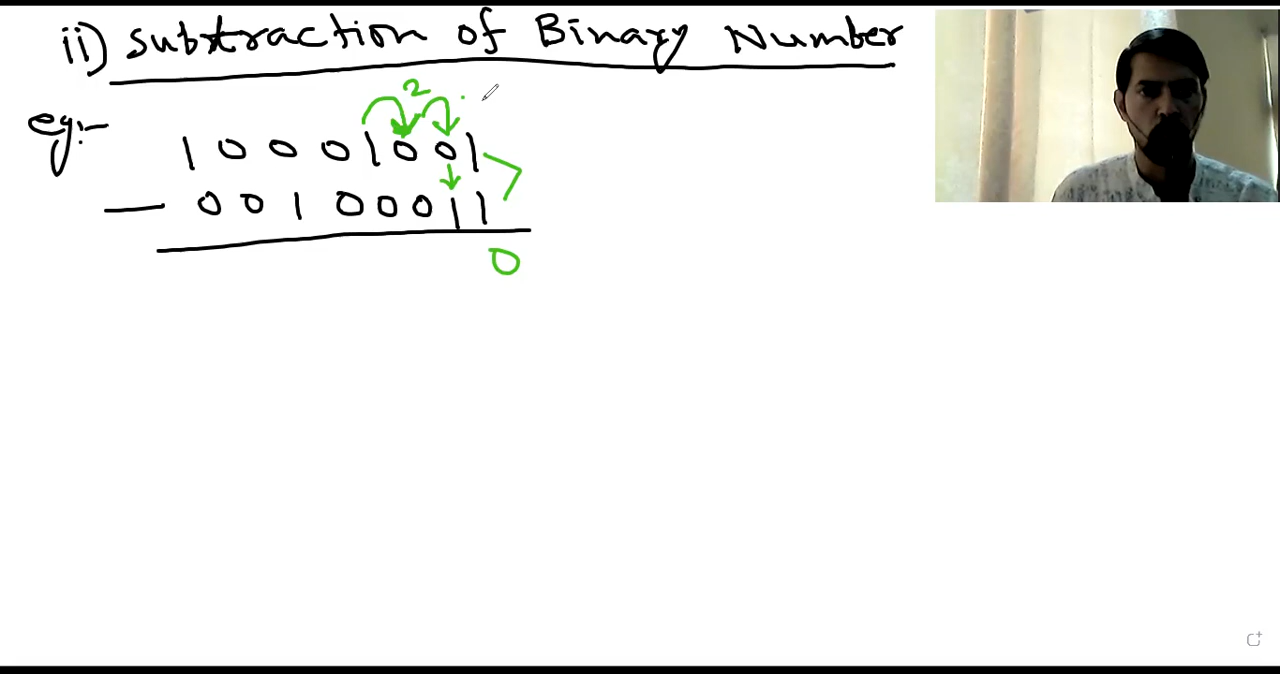 ii) Subtraction of Binary Number
2
eg:- 1 0 0 0 1 0 0 1
— 0 0 1 0 0 0 1 1
0